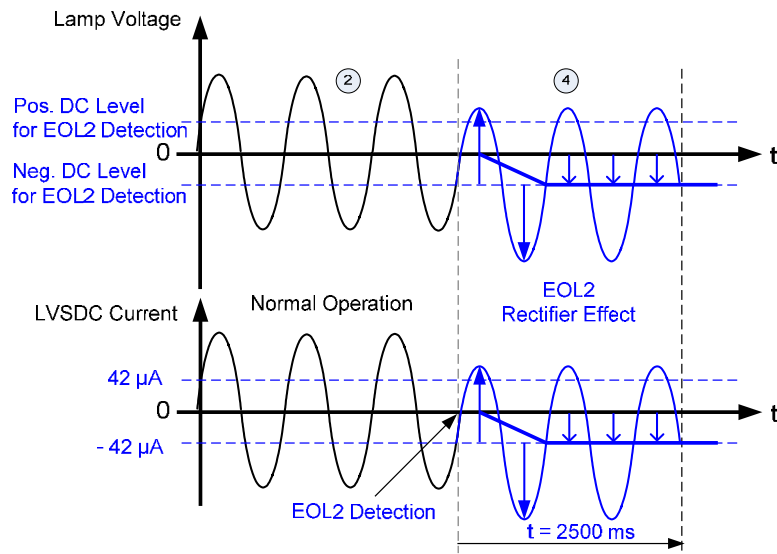 Lamp Voltage
2
4
Pos. DC Level
for EOL2 Detection
0
t
Neg. DC Level
for EOL2 Detection
Normal Operation
EOL2
Rectifier Effect
LVSDC Current
42 µA
0
t
- 42 µA
EOL2 Detection
t = 2500 ms